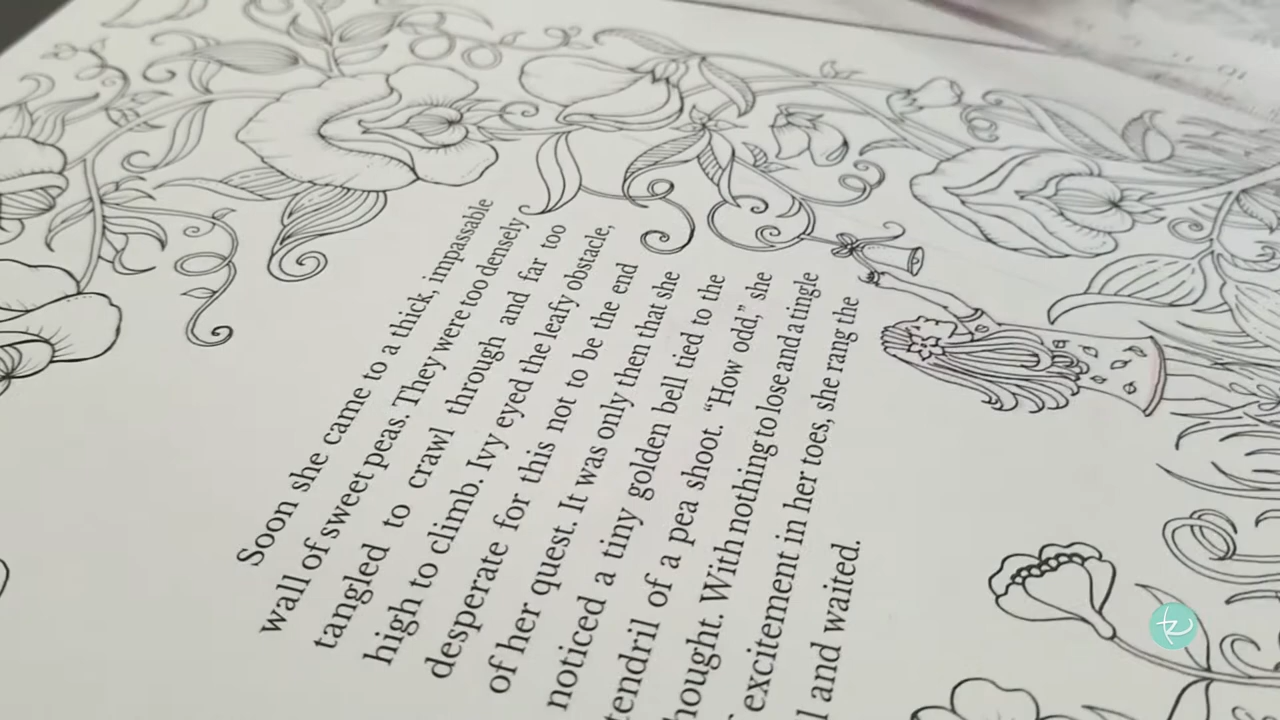 Soon she came to a thick, impassable
wall of sweet peas. They were too densely
tangled to crawl through and far too
high to climb. Ivy eyed the leafy obstacle,
desperate for this not to be the end
of her quest. It was only then that she
noticed a tiny golden bell tied to the
tendril of a pea shoot. “How odd,” she
hought. With nothing to lose and a tingle
excitement in her toes, she rang the
l and waited.